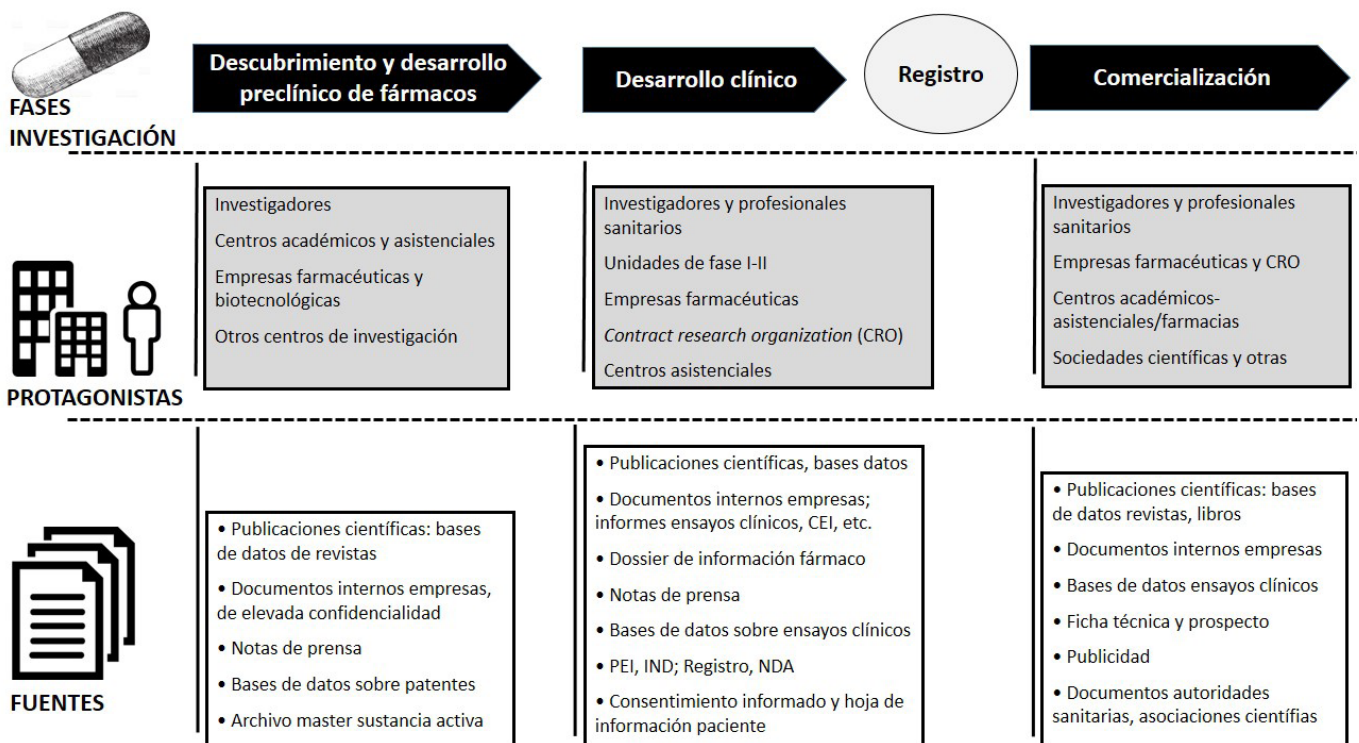 FASES
INVESTIGACIÓN
Descubrimiento y desarrollo
preclínico de fármacos
Desarrollo clínico
Registro
Comercialización
PROTAGONISTAS
Investigadores
Centros académicos y asistenciales
Empresas farmacéuticas y
biotecnológicas
Otros centros de investigación
Investigadores y profesionales
sanitarios
Unidades de fase I-II
Empresas farmacéuticas
Contract research organization (CRO)
Centros asistenciales
Investigadores y profesionales
sanitarios
Empresas farmacéuticas y CRO
Centros académicos-
asistenciales/farmacias
Sociedades científicas y otras
FUENTES
• Publicaciones científicas: bases
de datos de revistas
• Documentos internos empresas,
de elevada confidencialidad
• Notas de prensa
• Bases de datos sobre patentes
• Archivo master sustancia activa
• Publicaciones científicas, bases datos
• Documentos internos empresas;
informes ensayos clínicos, CEI, etc.
• Dossier de información fármaco
• Notas de prensa
• Bases de datos sobre ensayos clínicos
• PEI, IND; Registro, NDA
• Consentimiento informado y hoja de
información paciente
• Publicaciones científicas: bases
de datos revistas, libros
• Documentos internos empresas
• Bases de datos ensayos clínicos
• Ficha técnica y prospecto
• Publicidad
• Documentos autoridades
sanitarias, asociaciones científias